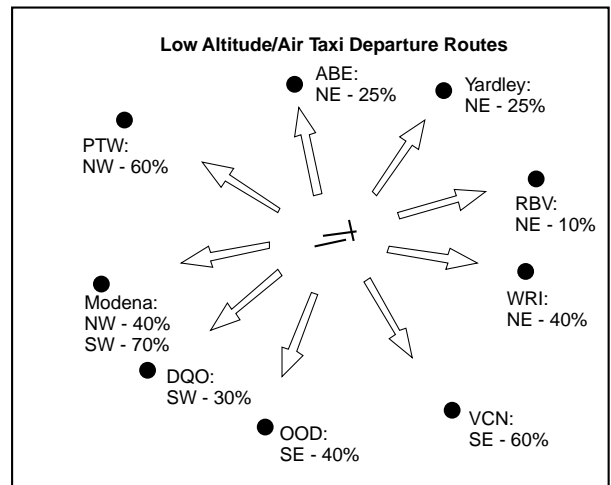 Low Altitude/Air Taxi Departure Routes
ABE:
NE - 25%
Yardley:
NE - 25%
PTW:
NW - 60%
RBV:
NE - 10%
Modena:
NW - 40%
SW - 70%
WRI:
NE - 40%
DQO:
SW - 30%
OOD:
SE - 40%
VCN:
SE - 60%